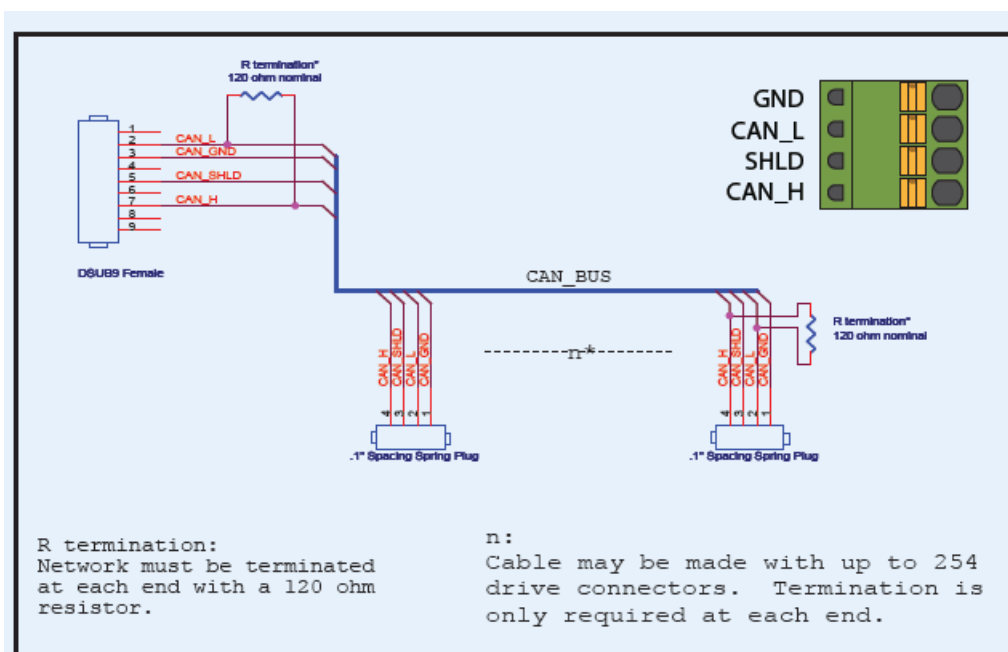 R termination*
120 ohm nominal
GND
CAN_L
SHLD
CAN_H
1
2
3
4
5
6
7
8
9
CAN_L
CAN_GND
CAN_SHLD
CAN_H
DSUB9 Female
CAN_BUS
R termination*
120 ohm nominal
CAN_H
CAN_SHLD
CAN_L
CAN_GND
4
3
2
1
.1" Spacing Spring Plug
n*
CAN_H
CAN_SHLD
CAN_L
CAN_GND
4
3
2
1
.1" Spacing Spring Plug
R termination:
Network must be terminated
at each end with a 120 ohm
resistor.
n:
Cable may be made with up to 254
drive connectors. Termination is
only required at each end.